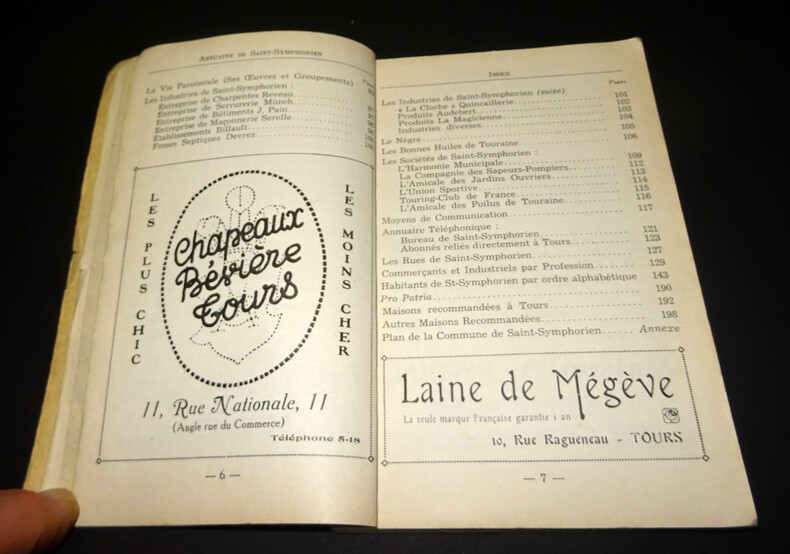 Annuaire de Saint-Symphorien
La Vie Paroissiale (Ses Œuvres et Groupements)
Les Industries de Saint-Symphorien :
Entreprise de Charpentes Reveau
Entreprise de Serrurerie Münch
Entreprise de Bâtiments J. Pain
Entreprise de Maçonnerie Serelle
Etablissements Billault
Fosses Septiques Devrez
LES PLUS CHIC
Chapeaux
Bévière
Tours
LES MOINS CHER
11, Rue Nationale, 11
(Angle rue du Commerce)
Téléphone 8-18
— 6 —
Indice
Pages
Les Industries de Saint-Symphorien (suite)
« La Cloche » Quincaillerie 101
Produits Audebert 102
Produits La Magicienne 103
Industries diverses 104
Le Nègre 105
Les Bonnes Huiles de Touraine 106
Les Sociétés de Saint-Symphorien :
L'Harmonie Municipale 109
La Compagnie des Sapeurs-Pompiers 112
L'Amicale des Jardins Ouvriers 113
L'Union Sportive 114
Touring-Club de France 115
L'Amicale des Poilus de Touraine 116
Moyens de Communication 117
Annuaire Téléphonique :
Bureau de Saint-Symphorien 121
Abonnés reliés directement à Tours 123
Les Rues de Saint-Symphorien 127
Commerçants et Industriels par Profession 129
Habitants de St-Symphorien par ordre alphabétique 143
Pro Patria 190
Maisons recommandées à Tours 192
Autres Maisons Recommandées 198
Plan de la Commune de Saint-Symphorien Annexe
Laine de Mégève
La seule marque Française garantie 1 an
10, Rue Ragueneau - TOURS
— 7 —